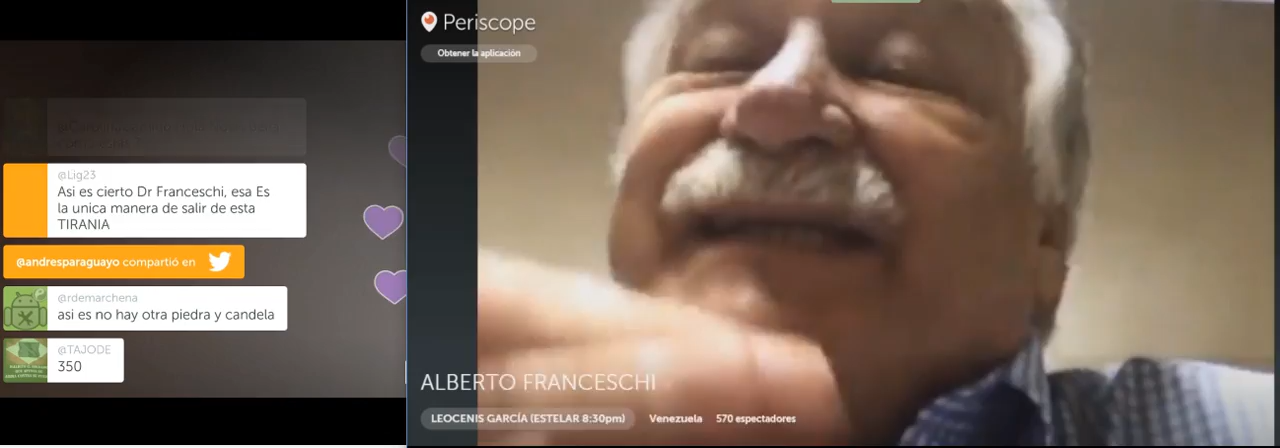 @Lig23
Asi es cierto Dr Franceschi, esa Es
la unica manera de salir de esta
TIRANIA
@andresparaguayo compartió en
@rdemarchena
asi es no hay otra piedra y candela
@TAJODE
350
Periscope
Obtener la aplicación
ALBERTO FRANCESCHI
LEOCENIS GARCÍA (ESTELAR 8:30pm) Venezuela 570 espectadores